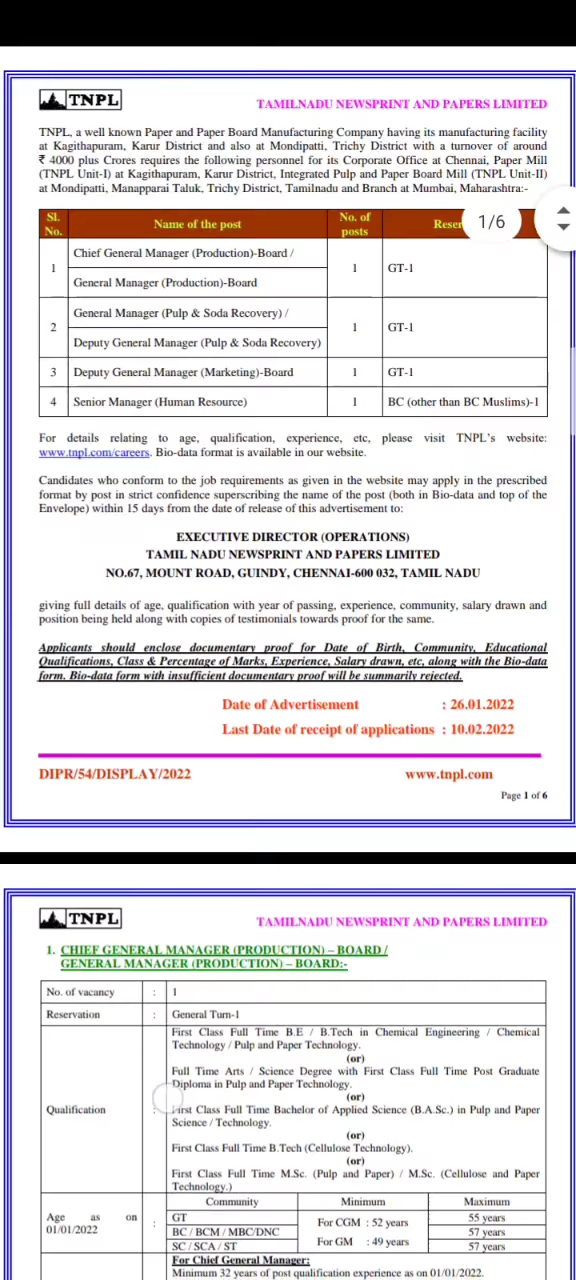 TNPL
TAMILNADU NEWSPRINT AND PAPERS LIMITED
TNPL, a well known Paper and Paper Board Manufacturing Company having its manufacturing facility
at Kagithapuram, Karur District and also at Mondipatti, Trichy District with a turnover of around
₹ 4000 plus Crores requires the following personnel for its Corporate Office at Chennai, Paper Mill
(TNPL Unit-I) at Kagithapuram, Karur District, Integrated Pulp and Paper Board Mill (TNPL Unit-II)
at Mondipatti, Manapparai Taluk, Trichy District, Tamilnadu and Branch at Mumbai, Maharashtra:-
Sl. No. Name of the post No. of posts Reser
1/6
1 Chief General Manager (Production)-Board /
General Manager (Production)-Board 1 GT-1
2 General Manager (Pulp & Soda Recovery) /
Deputy General Manager (Pulp & Soda Recovery) 1 GT-1
3 Deputy General Manager (Marketing)-Board 1 GT-1
4 Senior Manager (Human Resource) 1 BC (other than BC Muslims)-1
For details relating to age, qualification, experience, etc, please visit TNPL's website:
www.tnpl.com/careers. Bio-data format is available in our website.
Candidates who conform to the job requirements as given in the website may apply in the prescribed
format by post in strict confidence superscribing the name of the post (both in Bio-data and top of the
Envelope) within 15 days from the date of release of this advertisement to:
EXECUTIVE DIRECTOR (OPERATIONS)
TAMIL NADU NEWSPRINT AND PAPERS LIMITED
NO.67, MOUNT ROAD, GUINDY, CHENNAI-600 032, TAMIL NADU
giving full details of age, qualification with year of passing, experience, community, salary drawn and
position being held along with copies of testimonials towards proof for the same.
Applicants should enclose documentary proof for Date of Birth, Community, Educational
Qualifications, Class & Percentage of Marks, Experience, Salary drawn, etc, along with the Bio-data
form. Bio-data form with insufficient documentary proof will be summarily rejected.
Date of Advertisement : 26.01.2022
Last Date of receipt of applications : 10.02.2022
DIPR/54/DISPLAY/2022 www.tnpl.com
Page 1 of 6
TNPL
TAMILNADU NEWSPRINT AND PAPERS LIMITED
1. CHIEF GENERAL MANAGER (PRODUCTION) – BOARD /
GENERAL MANAGER (PRODUCTION) – BOARD:-
No. of vacancy : 1
Reservation : General Turn-1
Qualification :
First Class Full Time B.E / B.Tech in Chemical Engineering / Chemical
Technology / Pulp and Paper Technology.
(or)
Full Time Arts / Science Degree with First Class Full Time Post Graduate
Diploma in Pulp and Paper Technology.
(or)
First Class Full Time Bachelor of Applied Science (B.A.Sc.) in Pulp and Paper
Science / Technology.
(or)
First Class Full Time B.Tech (Cellulose Technology).
(or)
First Class Full Time M.Sc. (Pulp and Paper) / M.Sc. (Cellulose and Paper
Technology.)
Age as on
01/01/2022 :
Community Minimum Maximum
GT For CGM : 52 years 55 years
BC / BCM / MBC/DNC 57 years
SC / SCA / ST For GM : 49 years 57 years
For Chief General Manager:
Minimum 32 years of post qualification experience as on 01/01/2022.